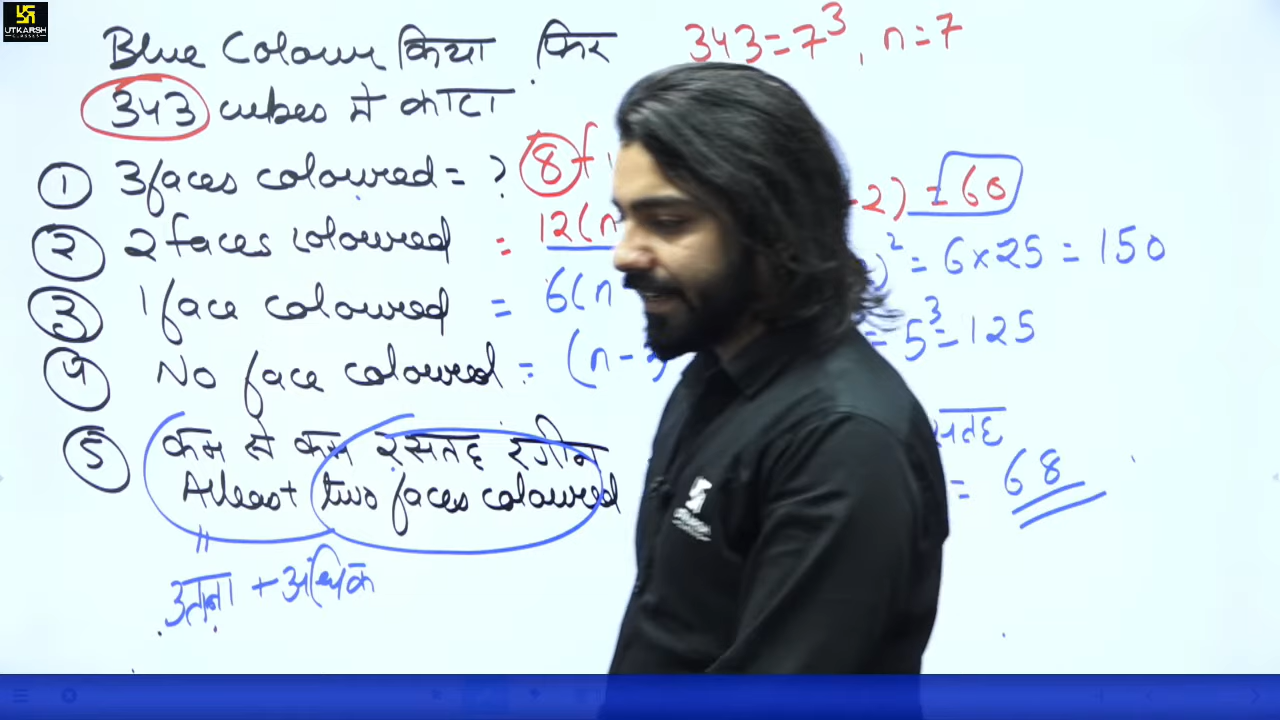 UTKARSH
CLASSES
Blue Colour किया फिर
343 = 7³, n = 7
343 cubes में काटा
① 3 faces coloured = ? 8
-2) = 60
② 2 faces coloured = 12(n
)² = 6 × 25 = 150
③ 1 face coloured = 6(n
= 5³ = 125
④ No face coloured = (n -
⑤ कम से कम 2 सतह रंगीन
सतह
Atleast two faces coloured
= 68
उतना + अधिक
UTKARSH